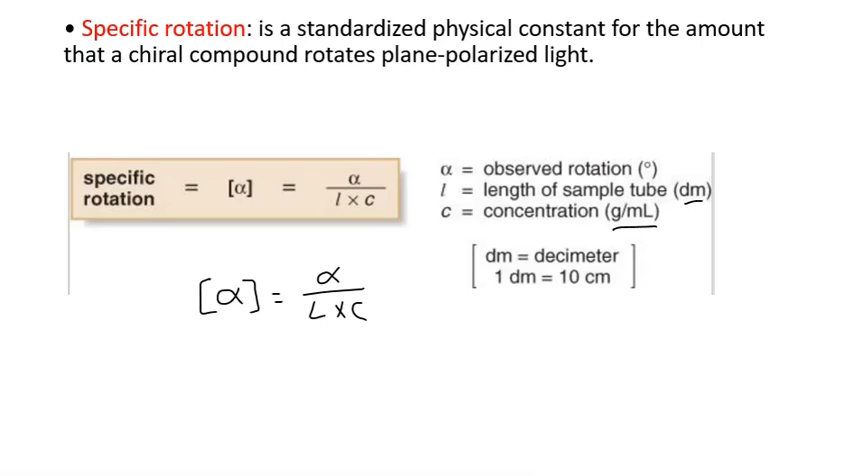 • Specific rotation: is a standardized physical constant for the amount
that a chiral compound rotates plane-polarized light.
specific rotation = [α] = α / l × c
α = observed rotation (°)
l = length of sample tube (dm)
c = concentration (g/mL)
[ dm = decimeter
1 dm = 10 cm ]
[α] = α / L × C